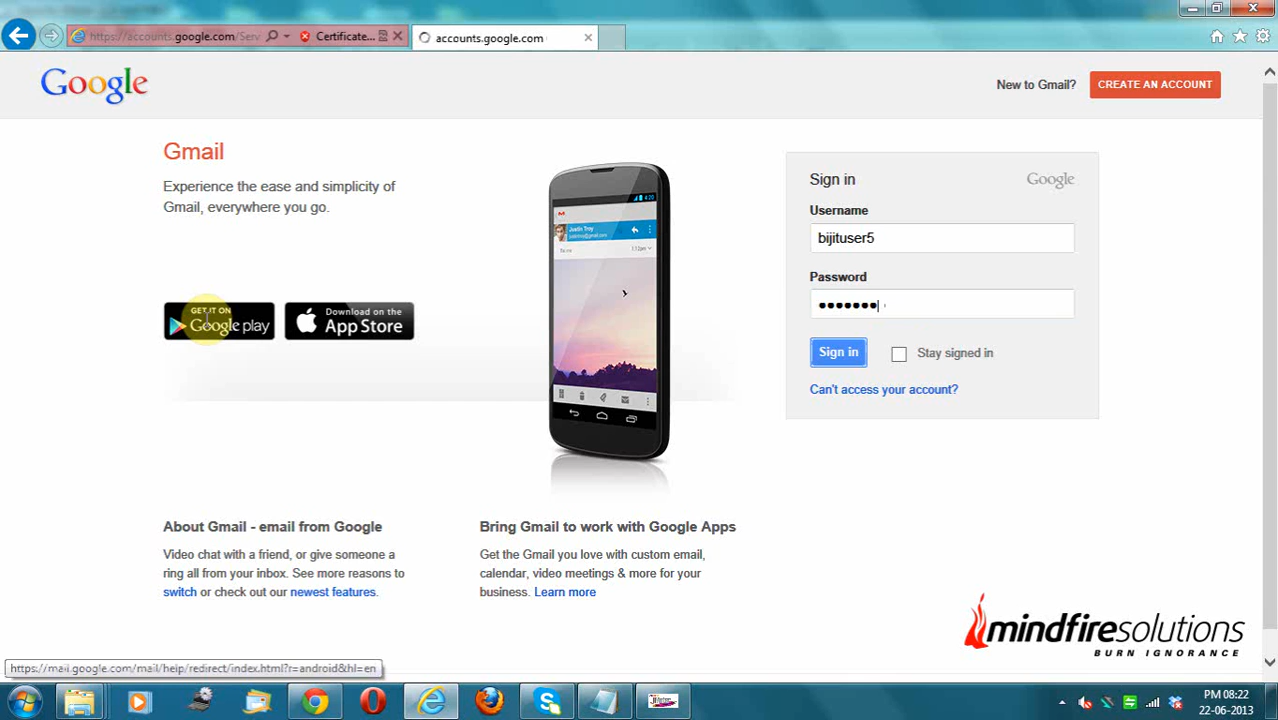 https://accounts.google.com/Serv
Certificate...
accounts.google.com
Google
New to Gmail?
CREATE AN ACCOUNT
Gmail
Experience the ease and simplicity of
Gmail, everywhere you go.
GET IT ON
Google play
Download on the
App Store
4:20
Justin Troy
Sign in
Google
Username
bijituser5
Password
Sign in
Stay signed in
Can't access your account?
About Gmail - email from Google
Video chat with a friend, or give someone a
ring all from your inbox. See more reasons to
switch or check out our newest features.
Bring Gmail to work with Google Apps
Get the Gmail you love with custom email,
calendar, video meetings & more for your
business. Learn more
mindfiresolutions
BURN IGNORANCE
https://mail.google.com/mail/help/redirect/index.html?r=android&hl=en
PM 08:22
22-06-2013